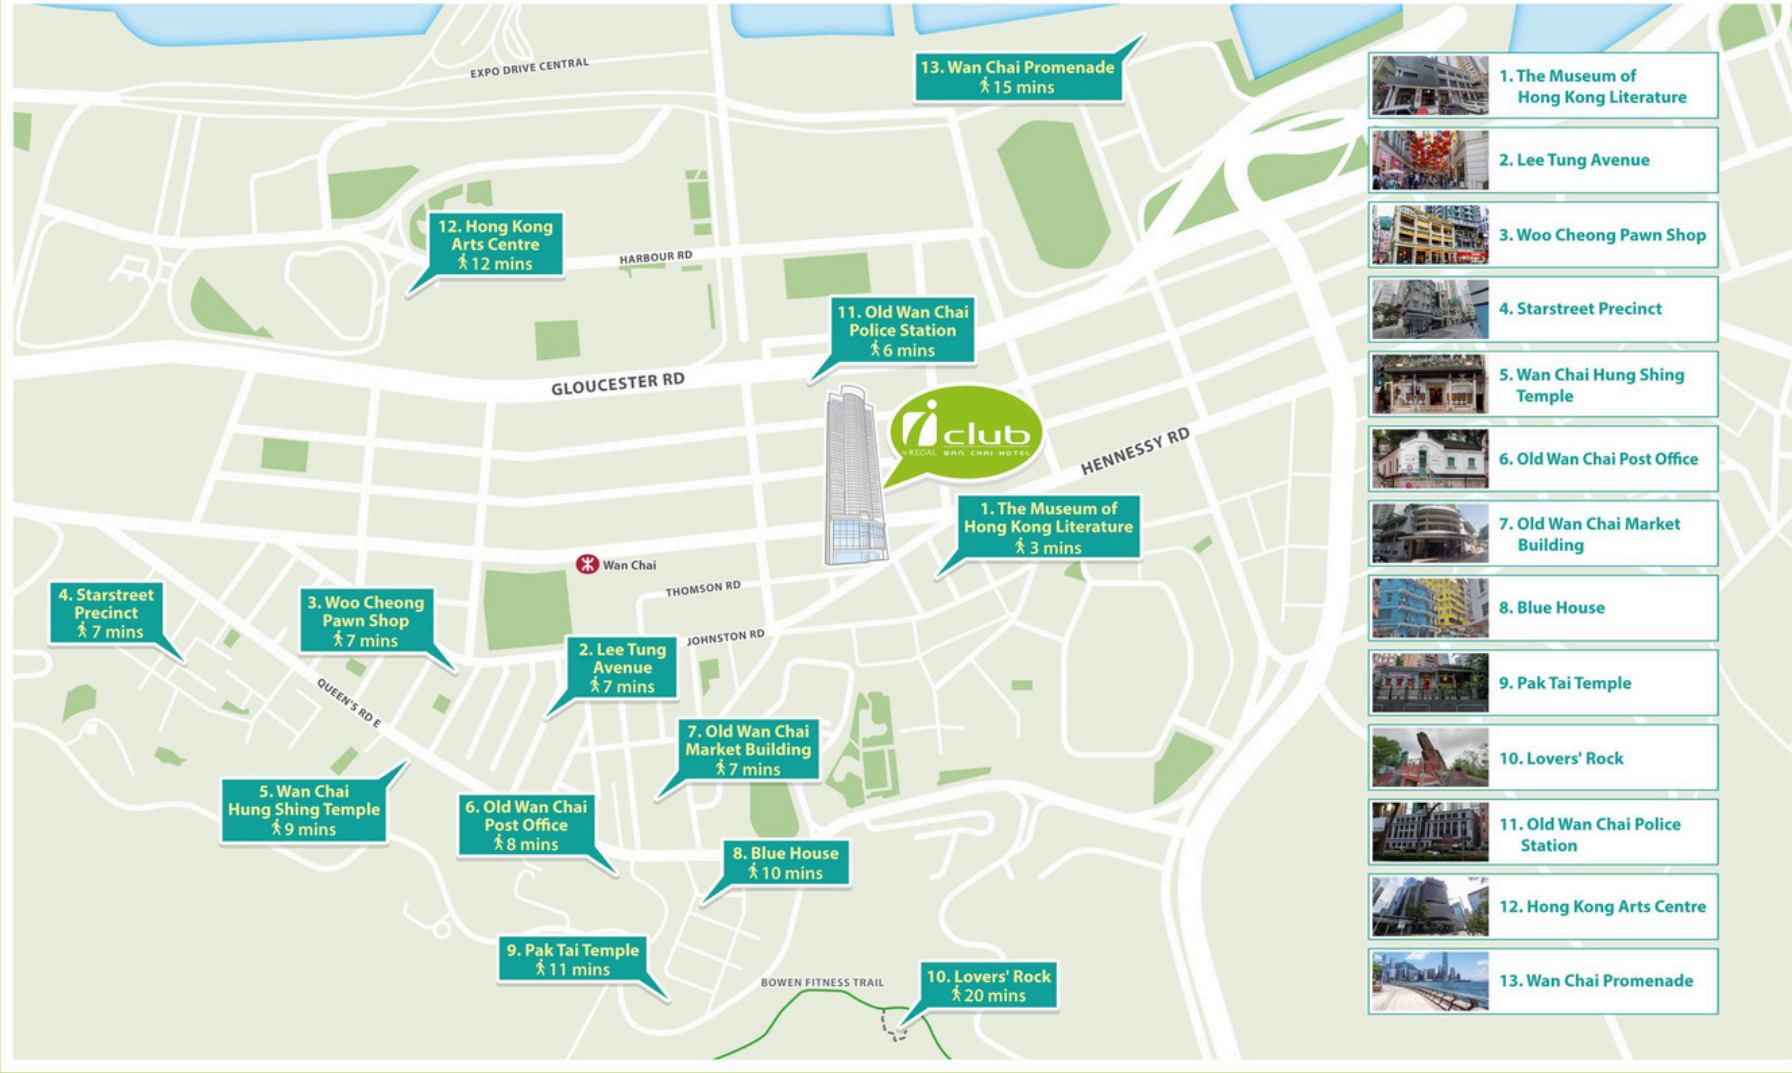 EXPO DRIVE CENTRAL
13. Wan Chai Promenade
15 mins
12. Hong Kong
Arts Centre
12 mins
HARBOUR RD
11. Old Wan Chai
Police Station
6 mins
GLOUCESTER RD
iclub
by REGAL WAN CHAI HOTEL
HENNESSY RD
1. The Museum of
Hong Kong Literature
3 mins
Wan Chai
THOMSON RD
JOHNSTON RD
4. Starstreet
Precinct
7 mins
3. Woo Cheong
Pawn Shop
7 mins
2. Lee Tung
Avenue
7 mins
QUEEN'S RD E
7. Old Wan Chai
Market Building
7 mins
5. Wan Chai
Hung Shing Temple
9 mins
6. Old Wan Chai
Post Office
8 mins
8. Blue House
10 mins
9. Pak Tai Temple
11 mins
BOWEN FITNESS TRAIL
10. Lovers' Rock
20 mins
1. The Museum of
Hong Kong Literature
2. Lee Tung Avenue
3. Woo Cheong Pawn Shop
4. Starstreet Precinct
5. Wan Chai Hung Shing
Temple
6. Old Wan Chai Post Office
7. Old Wan Chai Market
Building
8. Blue House
9. Pak Tai Temple
10. Lovers' Rock
11. Old Wan Chai Police
Station
12. Hong Kong Arts Centre
13. Wan Chai Promenade